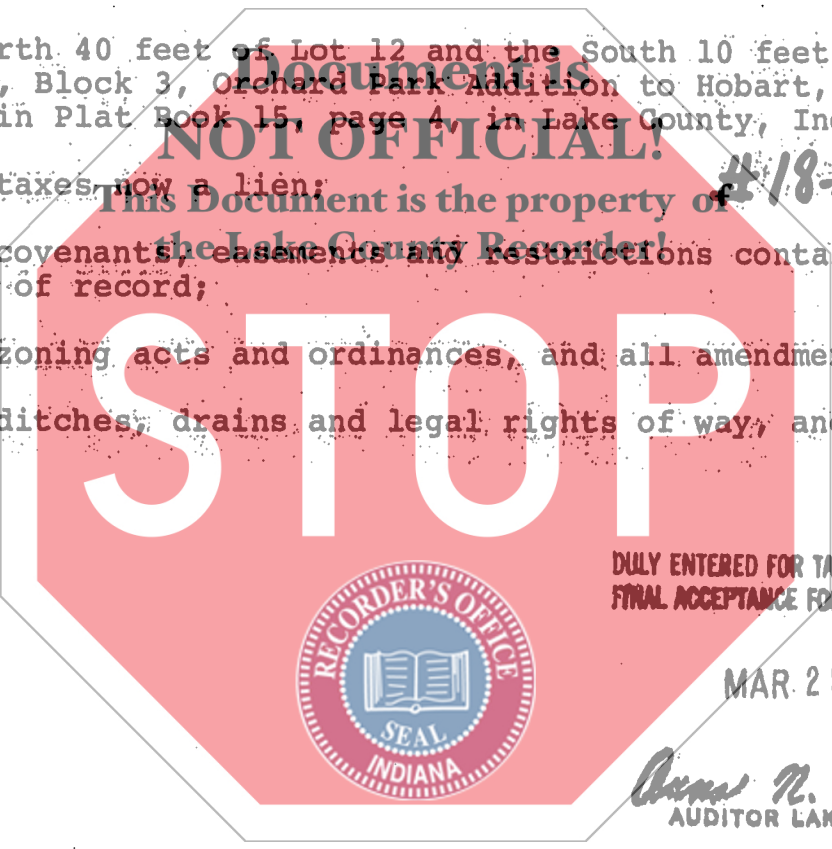 rth 40 feet of Lot 12 and the South 10 feet
, Block 3, Orchard Park Addition to Hobart,
in Plat Book 15, page 4, in Lake County, In
Document is
NOT OFFICIAL!
This Document is the property of
the Lake County Recorder!
taxes now a lien;
#18-
covenants, easements and restrictions conta
of record;
zoning acts and ordinances, and all amendme
ditches, drains and legal rights of way, and
STOP
DULY ENTERED FOR TA
FINAL ACCEPTANCE FO
RECORDER'S OFFICE
SEAL
INDIANA
MAR 2
N.
AUDITOR LAK